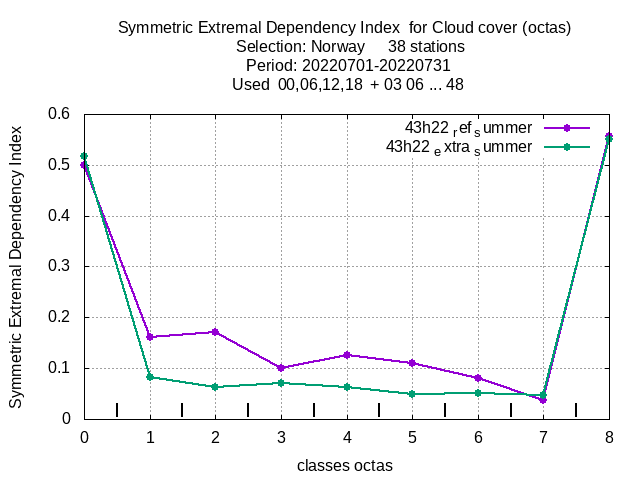 Symmetric Extremal Dependency Index for Cloud cover (octas)
Selection: Norway 38 stations
Period: 20220701-20220731
Used 00,06,12,18 + 03 06 ... 48
43h22 ref summer
43h22 extra summer
Symmetric Extremal Dependency Index
0.6
0.5
0.4
0.3
0.2
0.1
0
0 1 2 3 4 5 6 7 8
classes octas